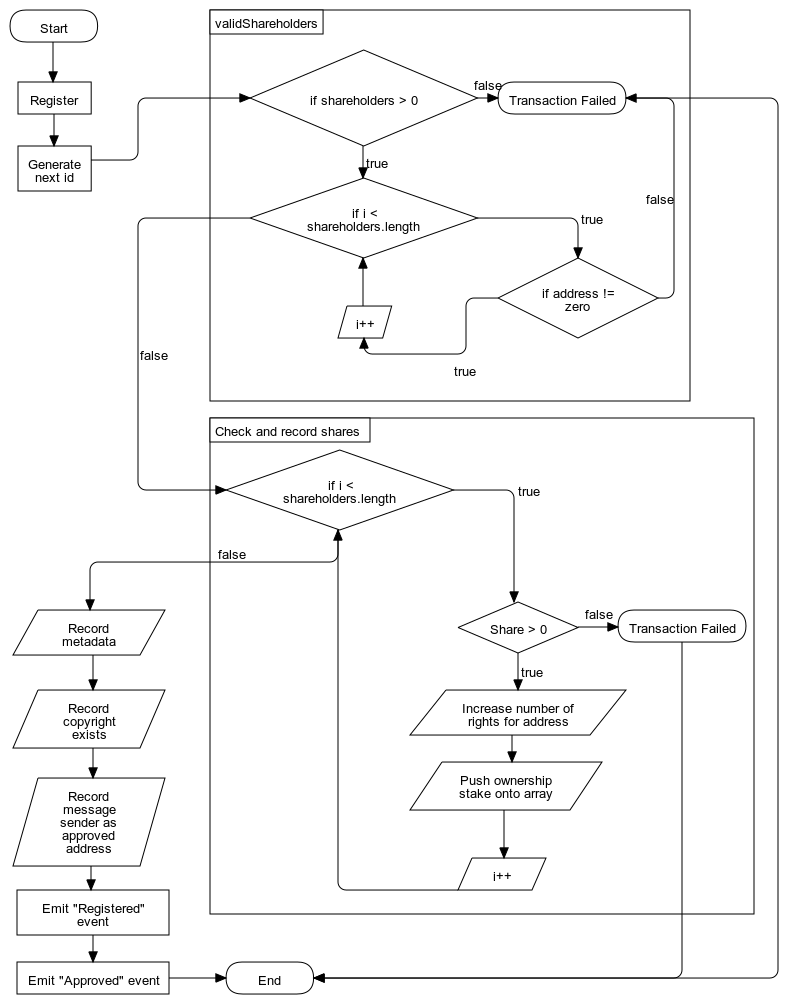 Start
validShareholders
Register
if shareholders > 0
false
Transaction Failed
Generate
next id
true
if i <
shareholders.length
true
false
if address !=
zero
i++
true
false
Check and record shares
if i <
shareholders.length
true
false
Record
metadata
Share > 0
false
Transaction Failed
true
Increase number of
rights for address
Record
copyright
exists
Push ownership
stake onto array
Record
message
sender as
approved
address
i++
Emit "Registered"
event
Emit "Approved" event
End